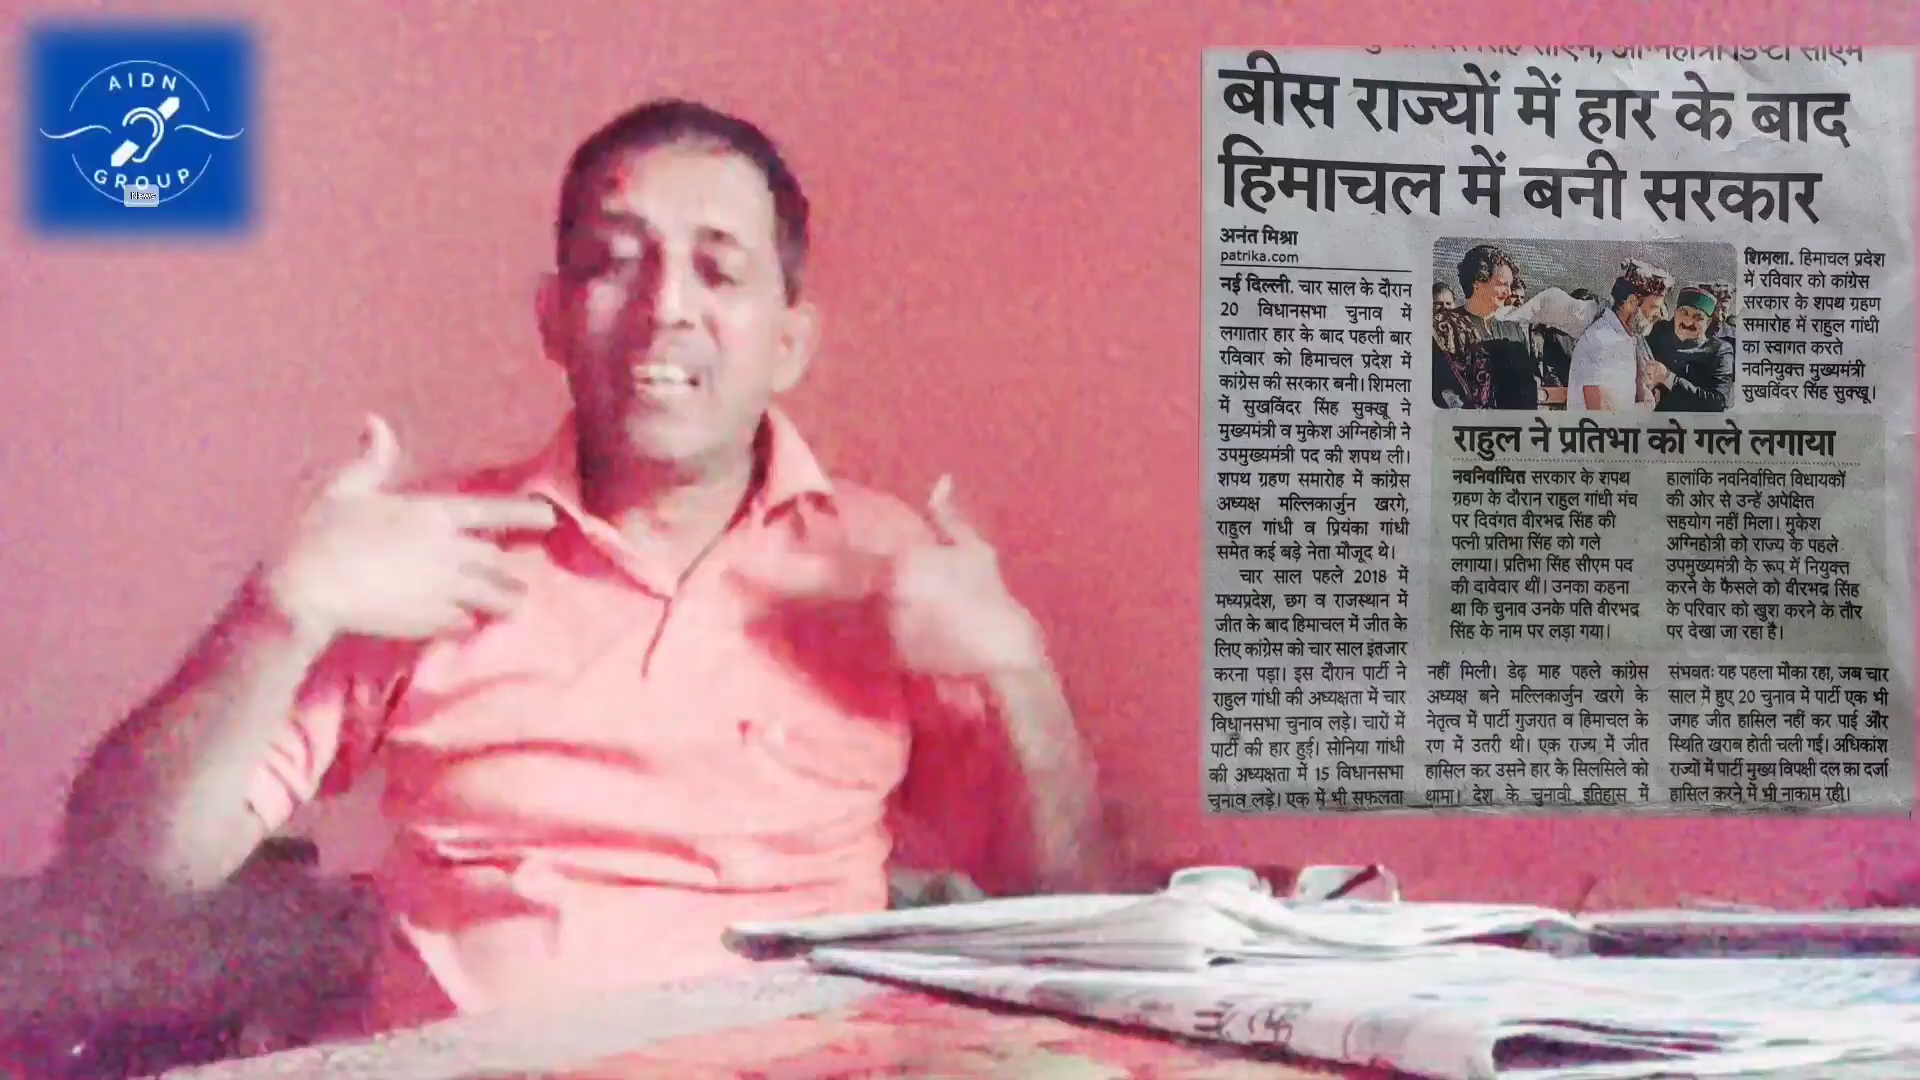 AIDN
GROUP
News
बीस राज्यों में हार के बाद
हिमाचल में बनी सरकार
अनंत मिश्रा
patrika.com
नई दिल्ली. चार साल के दौरान
20 विधानसभा चुनाव में
लगातार हार के बाद पहली बार
रविवार को हिमाचल प्रदेश में
कांग्रेस की सरकार बनी। शिमला
में सुखविंदर सिंह सुक्खू ने
मुख्यमंत्री व मुकेश अग्निहोत्री ने
उपमुख्यमंत्री पद की शपथ ली।
शपथ ग्रहण समारोह में कांग्रेस
अध्यक्ष मल्लिकार्जुन खरगे,
राहुल गांधी व प्रियंका गांधी
समेत कई बड़े नेता मौजूद थे।
चार साल पहले 2018 में
मध्यप्रदेश, छग व राजस्थान में
जीत के बाद हिमाचल में जीत के
लिए कांग्रेस को चार साल इंतजार
करना पड़ा। इस दौरान पार्टी ने
राहुल गांधी की अध्यक्षता में चार
विधानसभा चुनाव लड़े। चारों में
पार्टी की हार हुई। सोनिया गांधी
की अध्यक्षता में 15 विधानसभा
चुनाव लड़े। एक में भी सफलता
शिमला. हिमाचल प्रदेश
में रविवार को कांग्रेस
सरकार के शपथ ग्रहण
समारोह में राहुल गांधी
का स्वागत करते
नवनियुक्त मुख्यमंत्री
सुखविंदर सिंह सुक्खू।
राहुल ने प्रतिभा को गले लगाया
नवनिर्वाचित सरकार के शपथ
ग्रहण के दौरान राहुल गांधी मंच
पर दिवंगत वीरभद्र सिंह की
पत्नी प्रतिभा सिंह को गले
लगाया। प्रतिभा सिंह सीएम पद
की दावेदार थीं। उनका कहना
था कि चुनाव उनके पति वीरभद्र
सिंह के नाम पर लड़ा गया।
हालांकि नवनिर्वाचित विधायकों
की ओर से उन्हें अपेक्षित
सहयोग नहीं मिला। मुकेश
अग्निहोत्री को राज्य के पहले
उपमुख्यमंत्री के रूप में नियुक्त
करने के फैसले को वीरभद्र सिंह
के परिवार को खुश करने के तौर
पर देखा जा रहा है।
नहीं मिली। डेढ़ माह पहले कांग्रेस
अध्यक्ष बने मल्लिकार्जुन खरगे के
नेतृत्व में पार्टी गुजरात व हिमाचल के
रण में उतरी थी। एक राज्य में जीत
हासिल कर उसने हार के सिलसिले को
थामा। देश के चुनावी इतिहास में
संभवतः यह पहला मौका रहा, जब चार
साल में हुए 20 चुनाव में पार्टी एक भी
जगह जीत हासिल नहीं कर पाई और
स्थिति खराब होती चली गई। अधिकांश
राज्यों में पार्टी मुख्य विपक्षी दल का दर्जा
हासिल करने में भी नाकाम रही।